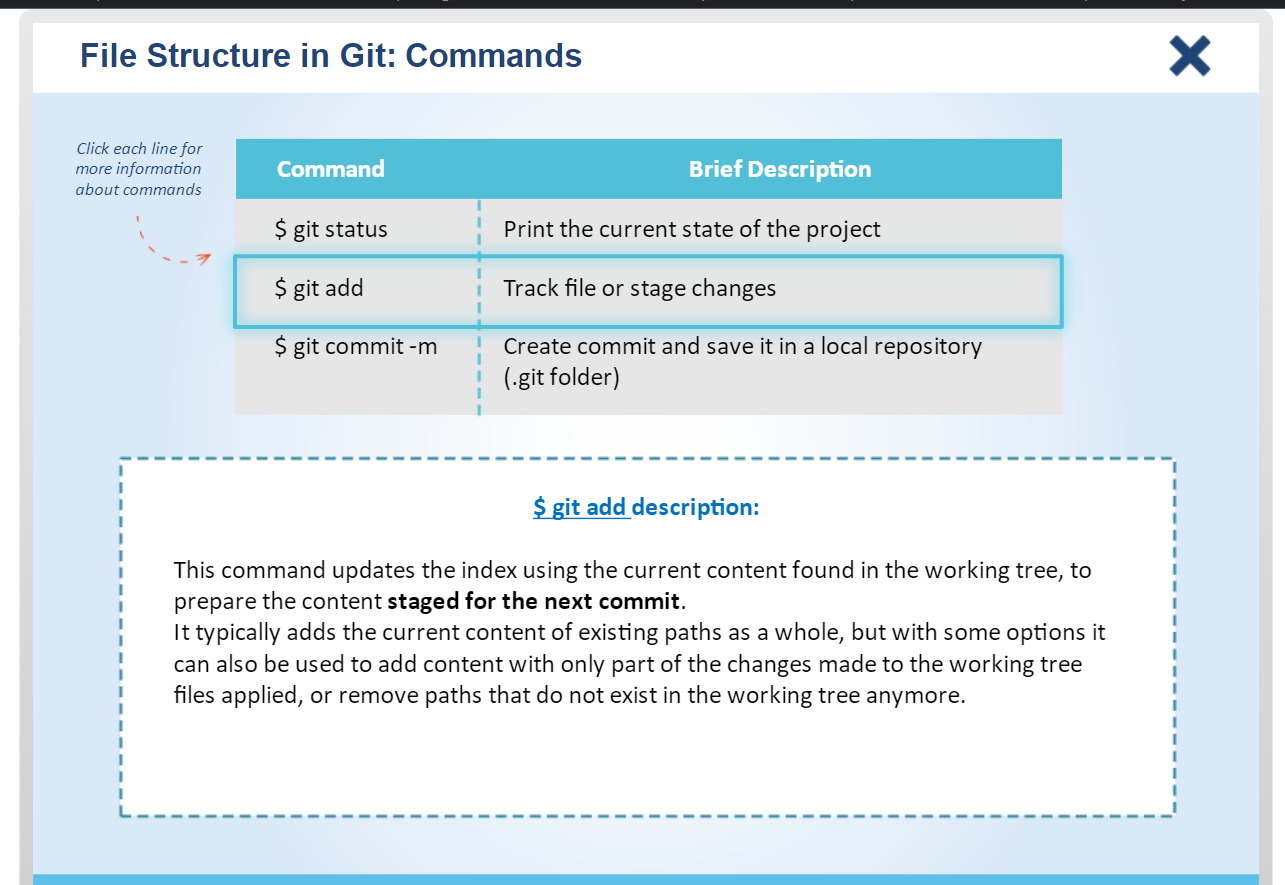 File Structure in Git: Commands
Click each line for
more information
about commands
Command Brief Description
$ git status Print the current state of the project
$ git add Track file or stage changes
$ git commit -m Create commit and save it in a local repository
(.git folder)
$ git add description:
This command updates the index using the current content found in the working tree, to
prepare the content staged for the next commit.
It typically adds the current content of existing paths as a whole, but with some options it
can also be used to add content with only part of the changes made to the working tree
files applied, or remove paths that do not exist in the working tree anymore.